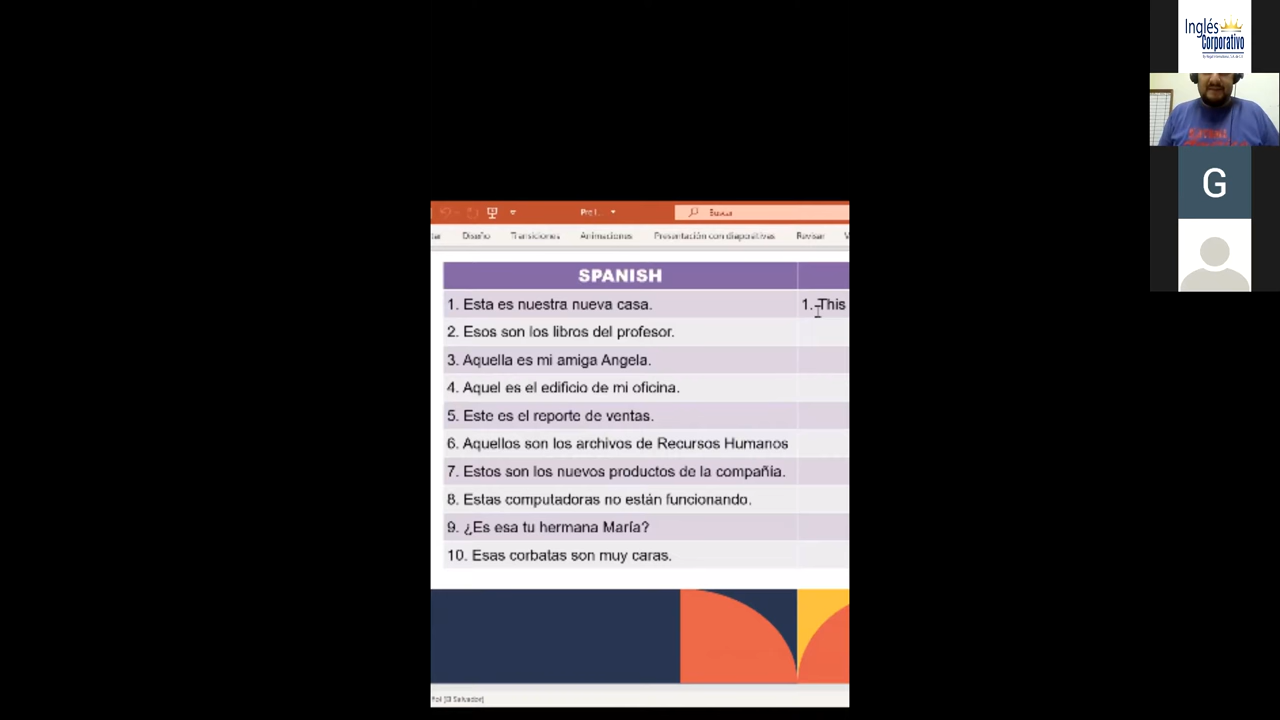 Inglés
Corporativo
Buscar
Diseño Transiciones Animaciones Presentación con diapositivas Revisar
SPANISH
1. Esta es nuestra nueva casa. 1. This
2. Esos son los libros del profesor.
3. Aquella es mi amiga Angela.
4. Aquel es el edificio de mi oficina.
5. Este es el reporte de ventas.
6. Aquellos son los archivos de Recursos Humanos
7. Estos son los nuevos productos de la compañía.
8. Estas computadoras no están funcionando.
9. ¿Es esa tu hermana María?
10. Esas corbatas son muy caras.
G
(El Salvador)